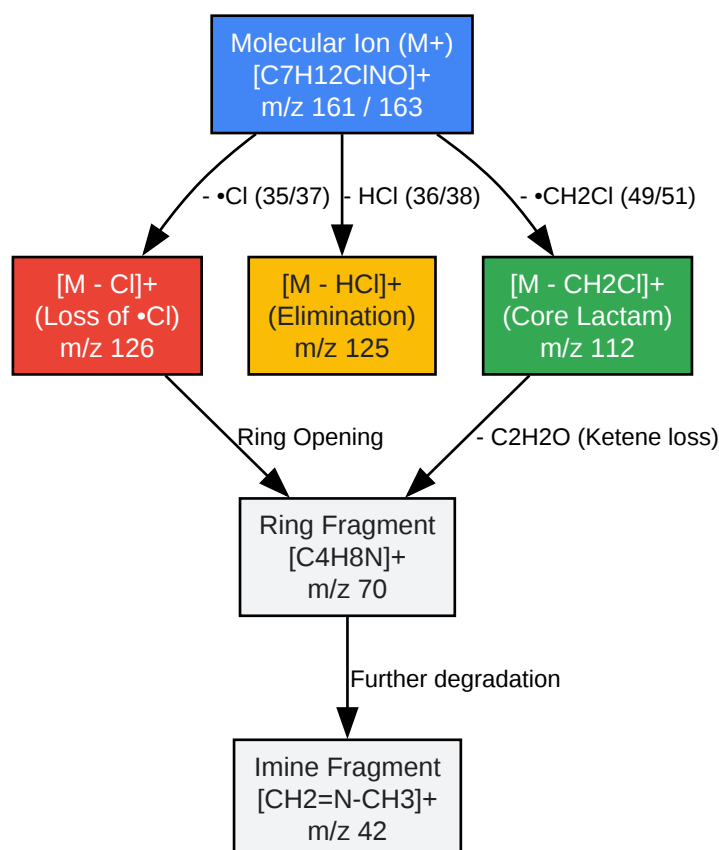 Molecular Ion (M+)
[C7H12ClNO]+
m/z 161 / 163
- •Cl (35/37)
- HCl (36/38)
- •CH2Cl (49/51)
[M - Cl]+
(Loss of •Cl)
m/z 126
[M - HCl]+
(Elimination)
m/z 125
[M - CH2Cl]+
(Core Lactam)
m/z 112
Ring Opening
- C2H2O (Ketene loss)
Ring Fragment
[C4H8N]+
m/z 70
Further degradation
Imine Fragment
[CH2=N-CH3]+
m/z 42